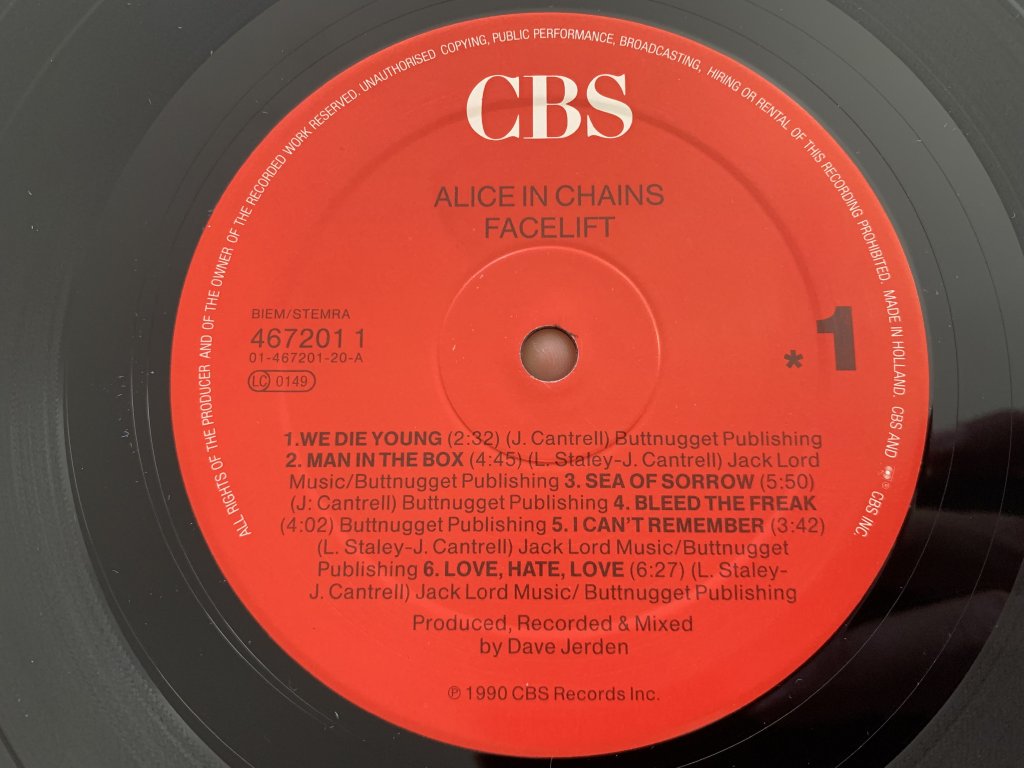 ALL RIGHTS OF THE PRODUCER AND OF THE OWNER OF THE RECORDED WORK RESERVED. UNAUTHORISED COPYING, PUBLIC PERFORMANCE, BROADCASTING, HIRING OR RENTAL OF THIS RECORDING PROHIBITED. MADE IN HOLLAND. CBS AND CBS INC.
CBS
ALICE IN CHAINS
FACELIFT
BIEM/STEMRA
467201 1
01-467201-20-A
LC 0149
* 1
1.WE DIE YOUNG (2:32) (J. Cantrell) Buttnugget Publishing
2. MAN IN THE BOX (4:45) (L. Staley-J. Cantrell) Jack Lord
Music/Buttnugget Publishing 3. SEA OF SORROW (5:50)
(J: Cantrell) Buttnugget Publishing 4. BLEED THE FREAK
(4:02) Buttnugget Publishing 5. I CAN'T REMEMBER (3:42)
(L. Staley-J. Cantrell) Jack Lord Music/Buttnugget
Publishing 6. LOVE, HATE, LOVE (6:27) (L. Staley-
J. Cantrell) Jack Lord Music/ Buttnugget Publishing
Produced, Recorded & Mixed
by Dave Jerden
℗ 1990 CBS Records Inc.